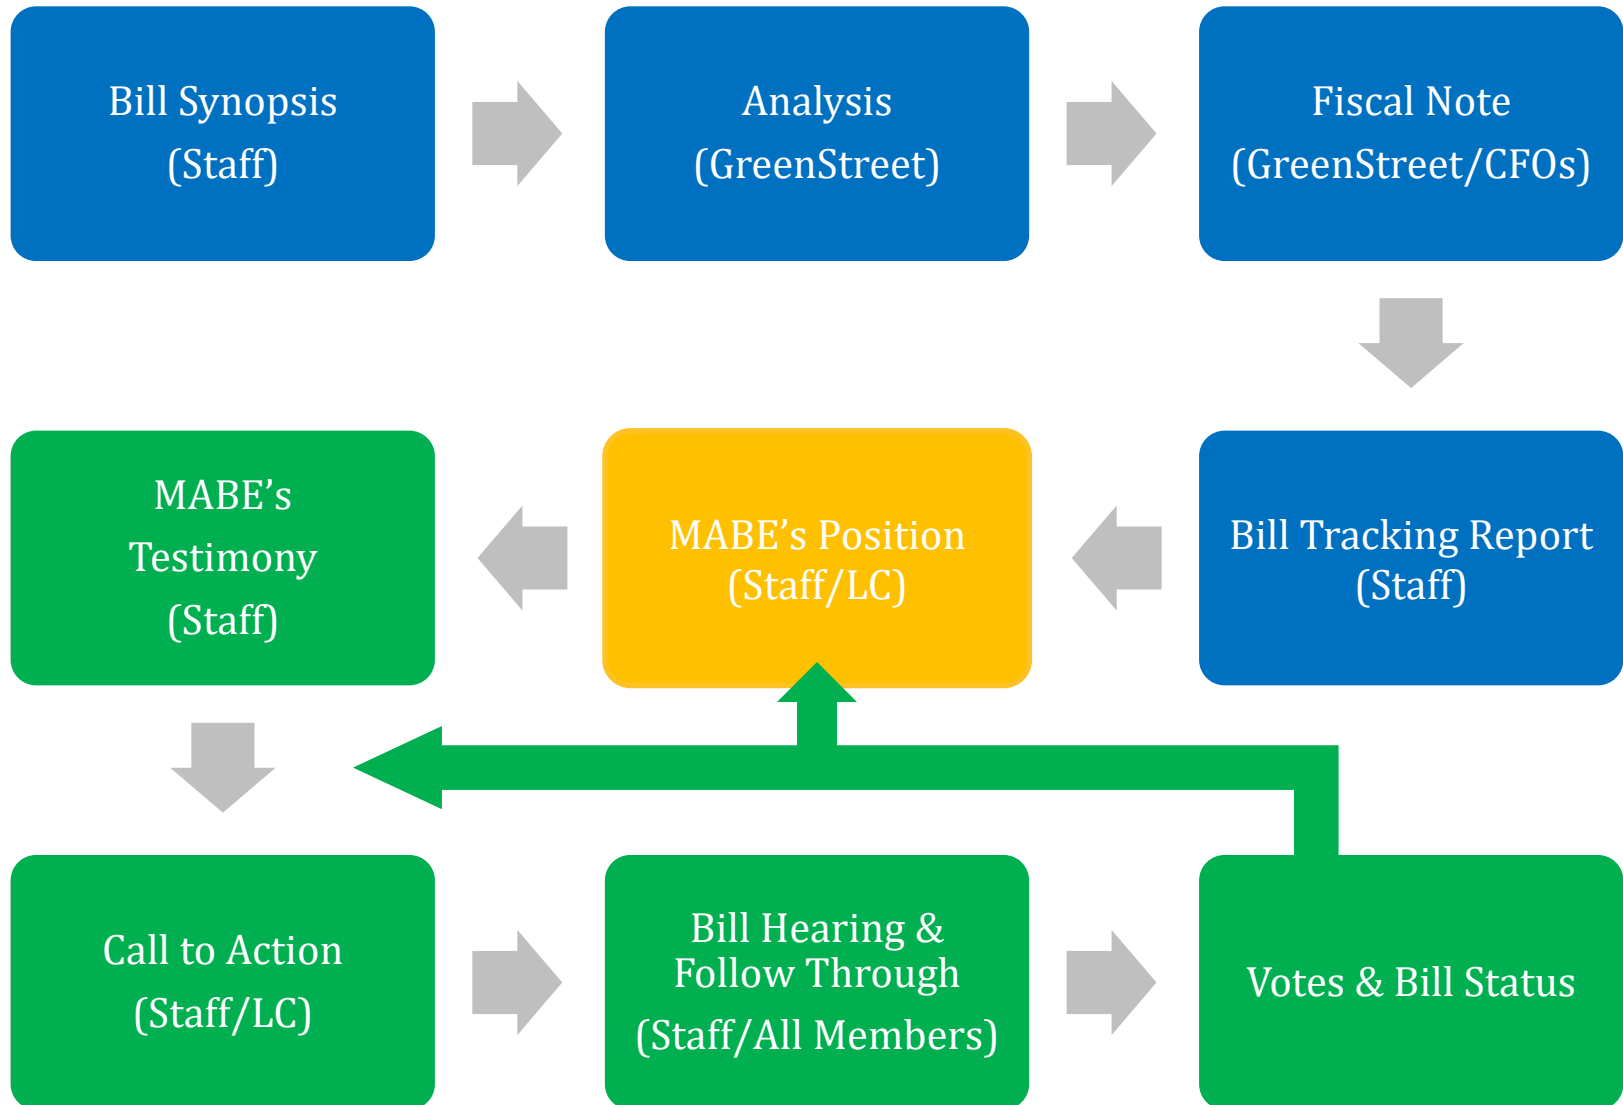 Bill Synopsis
(Staff)
Analysis
(GreenStreet)
Fiscal Note
(GreenStreet/CFOs)
MABE’s
Testimony
(Staff)
MABE’s Position
(Staff/LC)
Bill Tracking Report
(Staff)
Call to Action
(Staff/LC)
Bill Hearing &
Follow Through
(Staff/All Members)
Votes & Bill Status